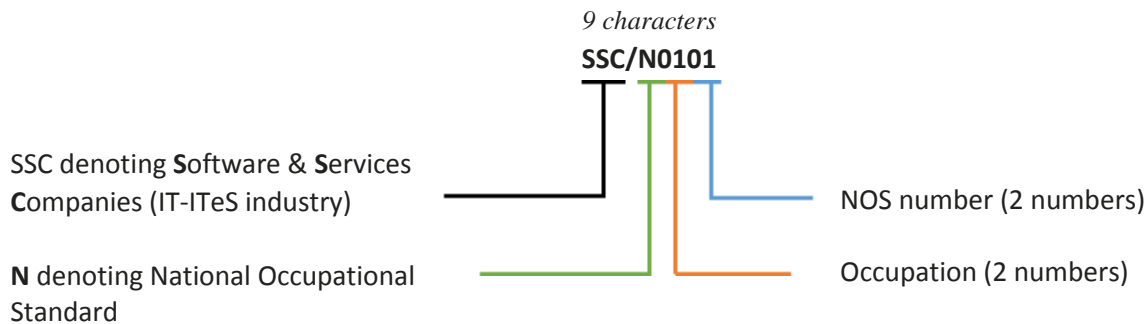 9 characters
SSC/N0101
SSC denoting Software & Services
Companies (IT-ITeS industry)
NOS number (2 numbers)
N denoting National Occupational
Standard
Occupation (2 numbers)